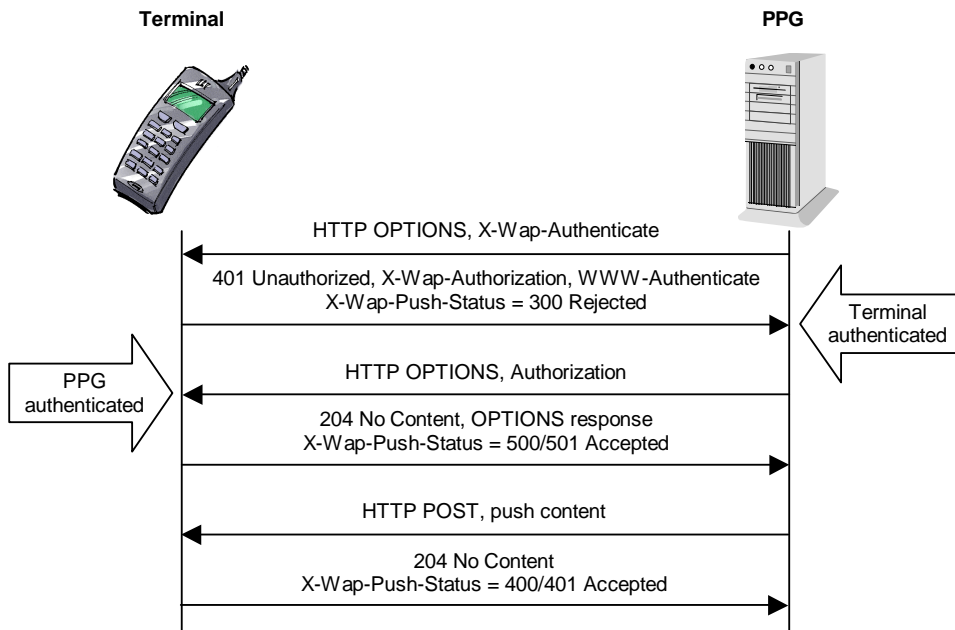 Terminal
PPG
HTTP OPTIONS, X-Wap-Authenticate
401 Unauthorized, X-Wap-Authorization, WWW-Authenticate
X-Wap-Push-Status = 300 Rejected
Terminal
authenticated
PPG
authenticated
HTTP OPTIONS, Authorization
204 No Content, OPTIONS response
X-Wap-Push-Status = 500/501 Accepted
HTTP POST, push content
204 No Content
X-Wap-Push-Status = 400/401 Accepted